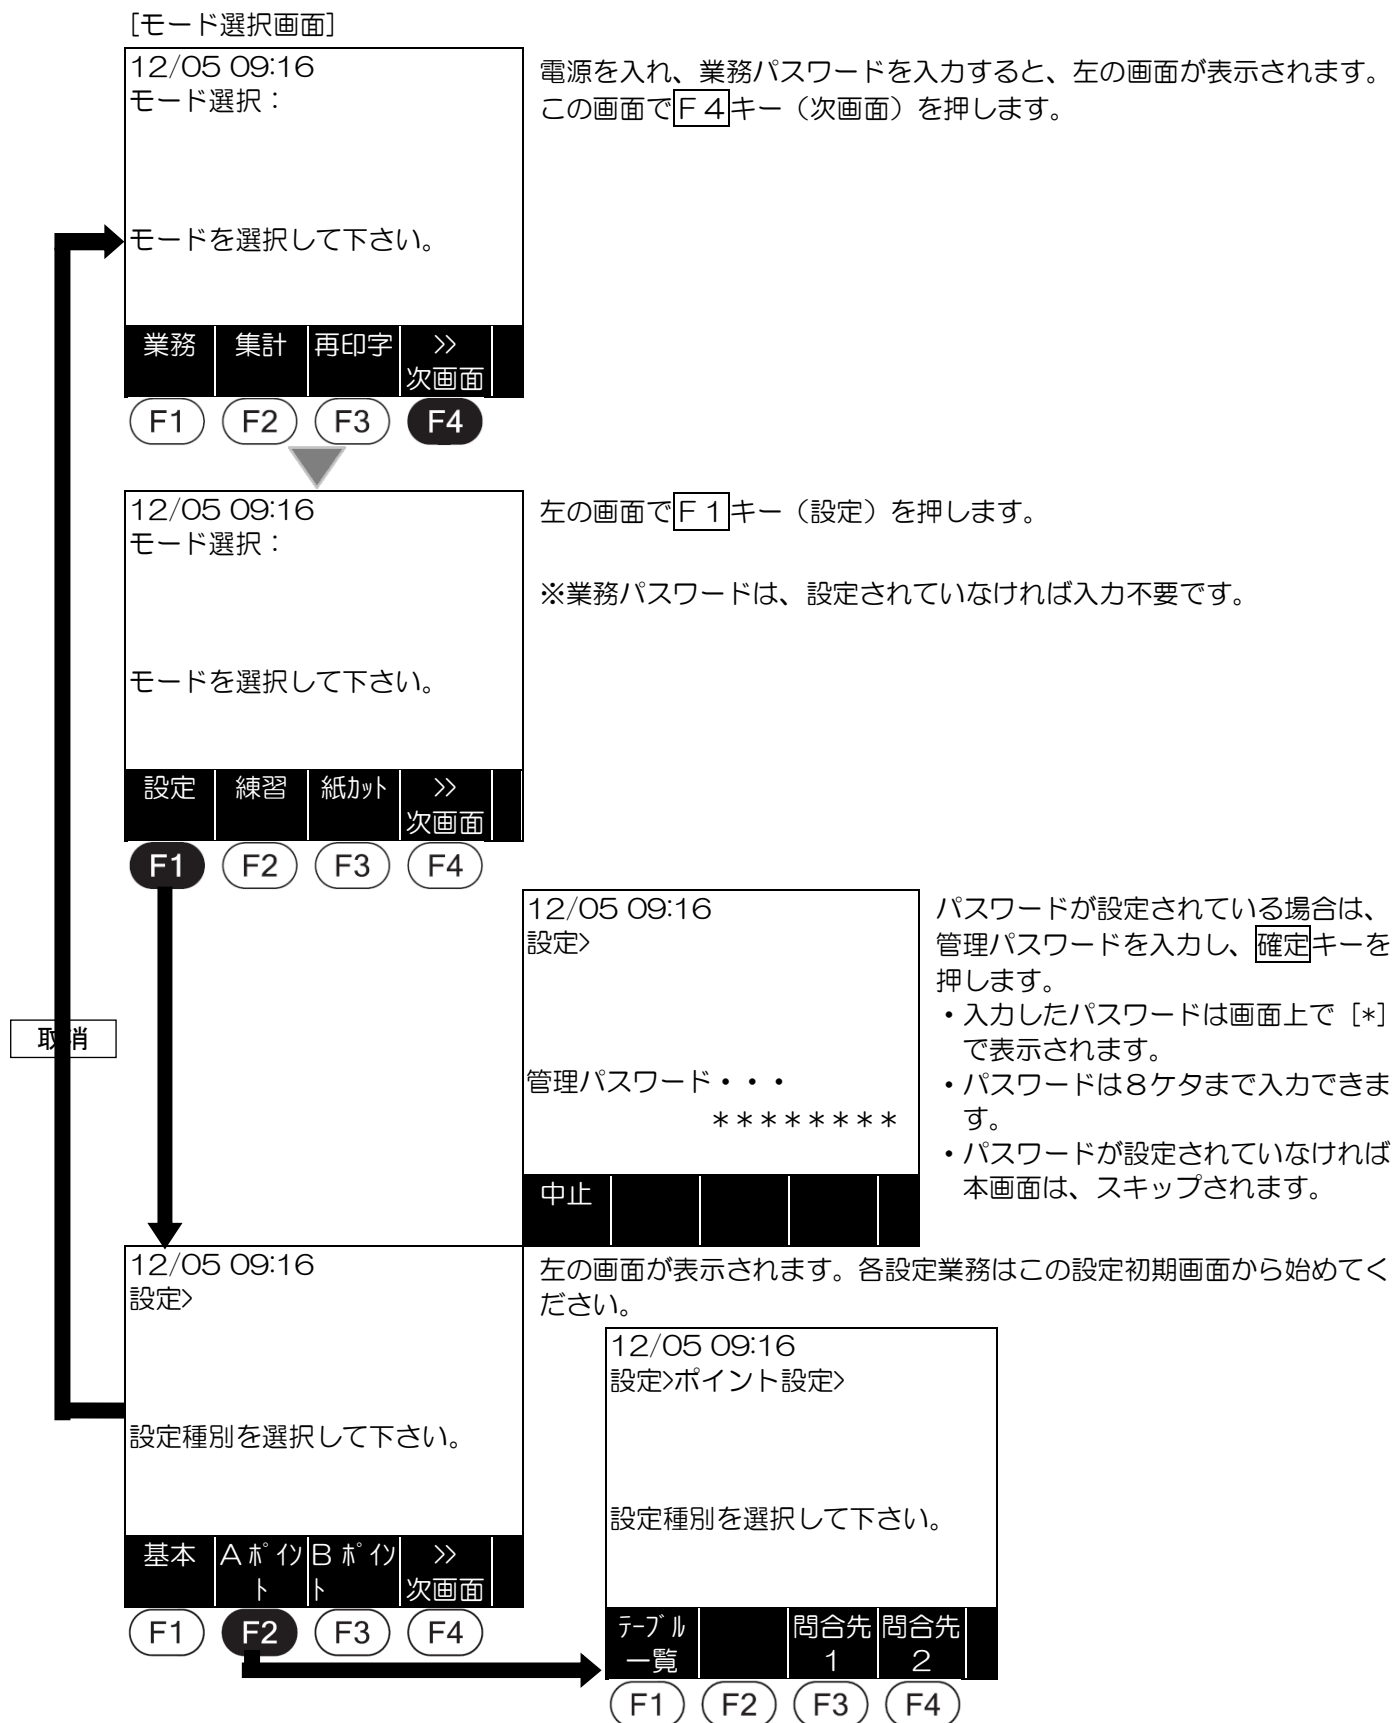 [モード選択画面]
12/05 09:16
モード選択：
モードを選択して下さい。
業務 集計 再印字 >>
次画面
F1 F2 F3 F4
電源を入れ、業務パスワードを入力すると、左の画面が表示されます。
この画面でF４キー（次画面）を押します。
12/05 09:16
モード選択：
モードを選択して下さい。
設定 練習 紙ｶｯﾄ >>
次画面
F1 F2 F3 F4
左の画面でF１キー（設定）を押します。
※業務パスワードは、設定されていなければ入力不要です。
取消
12/05 09:16
設定>
管理パスワード・・・
＊＊＊＊＊＊＊＊
中止
パスワードが設定されている場合は、
管理パスワードを入力し、確定キーを
押します。
・入力したパスワードは画面上で [*]
で表示されます。
・パスワードは８ケタまで入力できま
す。
・パスワードが設定されていなければ
本画面は、スキップされます。
12/05 09:16
設定>
設定種別を選択して下さい。
基本 Aﾎﾟｲﾝ Bﾎﾟｲﾝ >>
ﾄ ﾄ 次画面
F1 F2 F3 F4
左の画面が表示されます。各設定業務はこの設定初期画面から始めてく
ださい。
12/05 09:16
設定>ポイント設定>
設定種別を選択して下さい。
ﾃｰﾌﾞﾙ 問合先 問合先
一覧 1 2
F1 F2 F3 F4